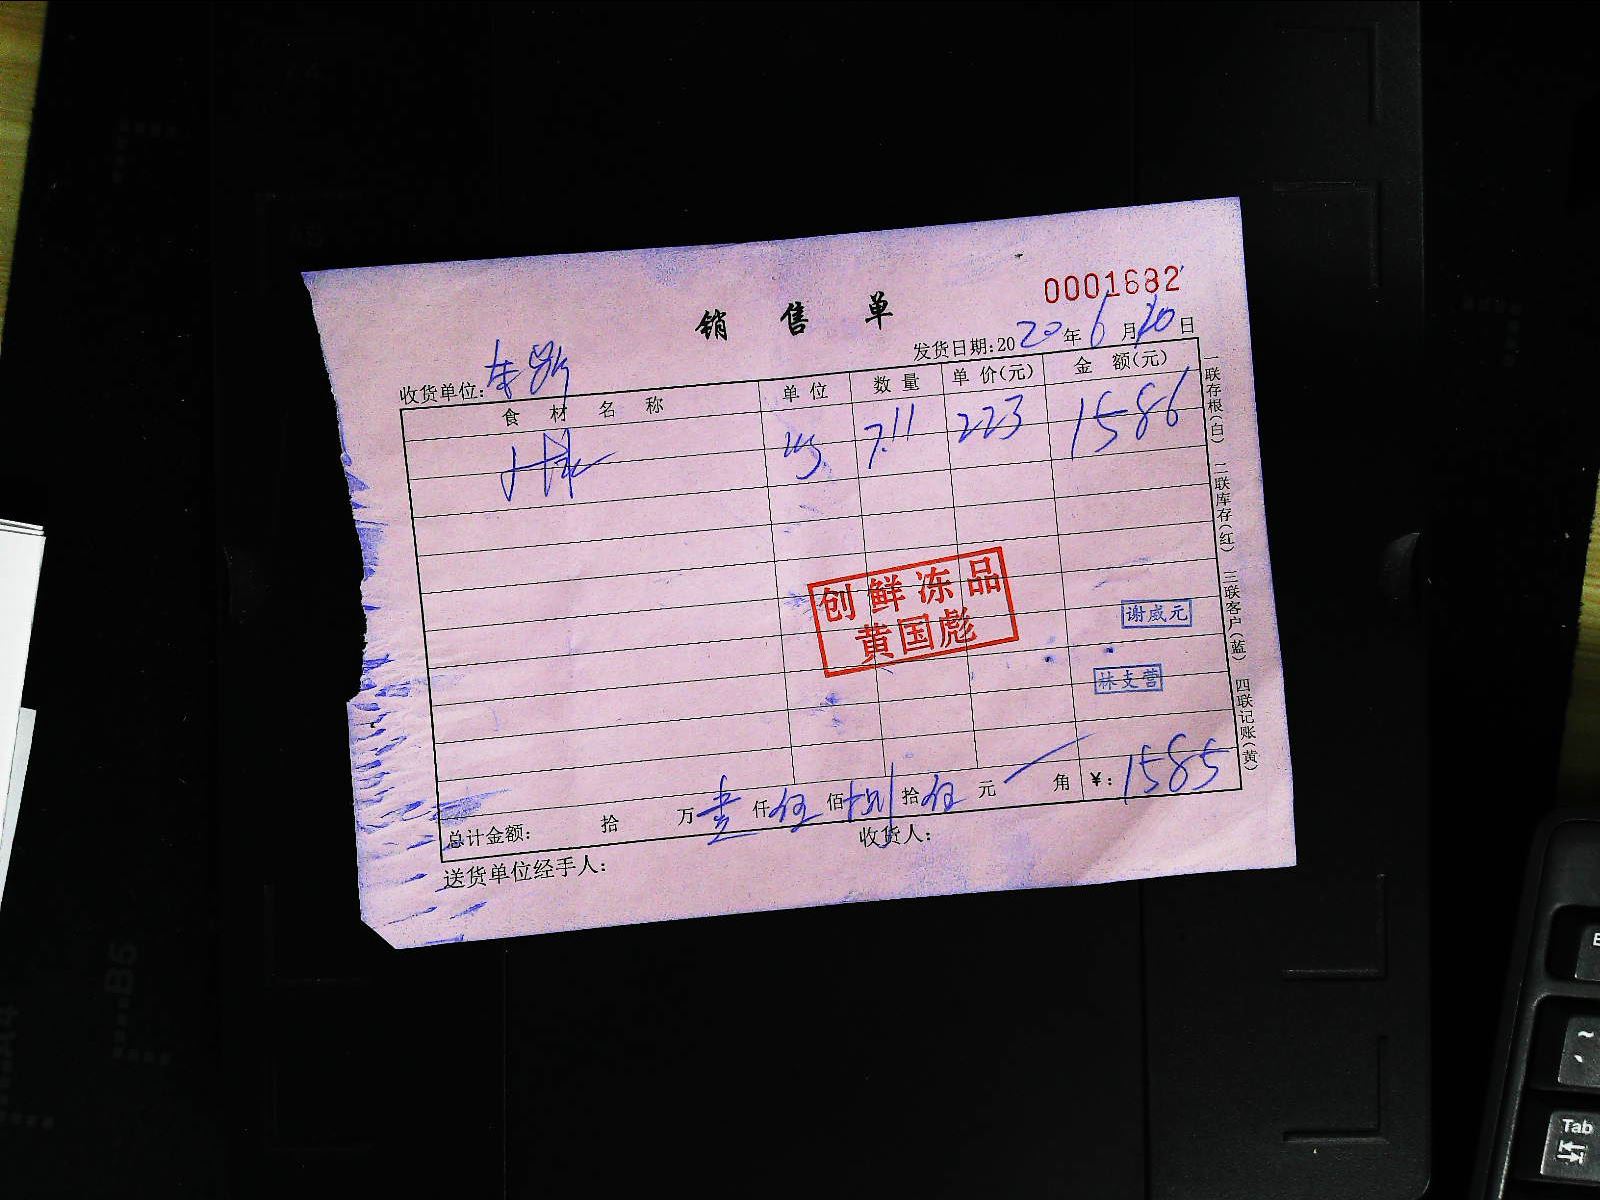 销售单
0001682
发货日期:2020年6月20日
收货单位:
食材名称 单位 数量 单价(元) 金额(元)
7.11 223 1586
创鲜冻品
黄国彪
谢威元
林支营
总计金额: 拾 万壹仟伍佰捌拾伍元 角 ¥:1585
送货单位经手人: 收货人:
一联存根(白) 二联库存(红) 三联客户(蓝) 四联记账(黄)
B6
A4
Tab